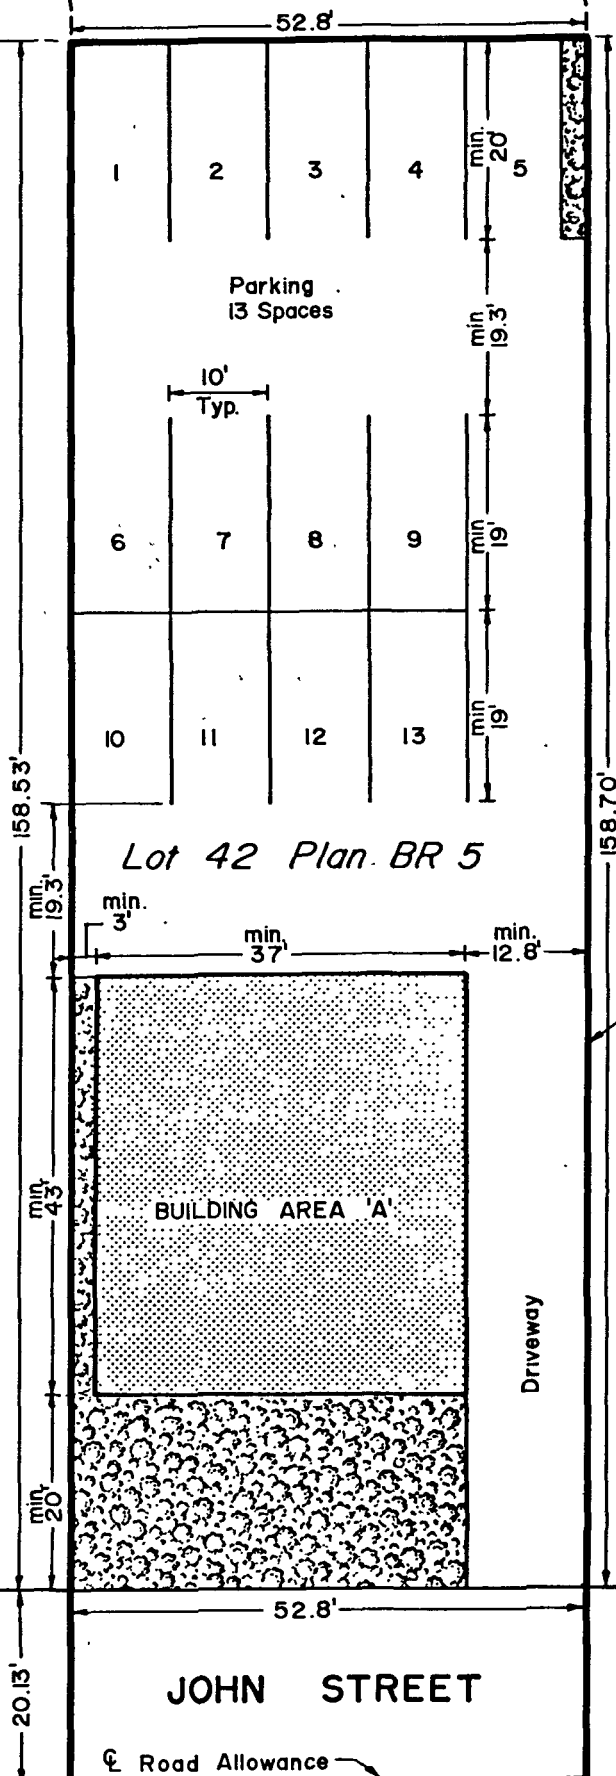 52.8'
1
2
3
4
5
min.
20'
Parking
13 Spaces
min
19.3'
10'
Typ.
6
7
8
9
min
19'
10
11
12
13
min
19'
158.53'
158.70'
Lot 42 Plan BR 5
min.
19.3'
min.
3'
min.
37'
min.
12.8'
min.
43'
BUILDING AREA 'A'
Driveway
min.
20'
52.8'
20.13'
JOHN STREET
℄ Road Allowance